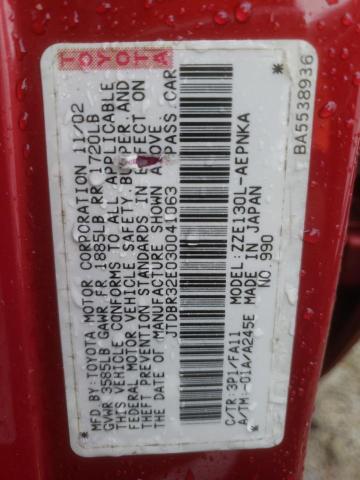 TOYOTA
MFD.BY:TOYOTA MOTOR CORPORATION 11/02
GVWR 3585LB GAWR FR 1885LB RR 1720LB
THIS VEHICLE CONFORMS TO ALL APPLICABLE
FEDERAL MOTOR VEHICLE SAFETY,BUMPER,AND
THEFT PREVENTION STANDARDS IN EFFECT ON
THE DATE OF MANUFACTURE SHOWN ABOVE.
JTDBR32E030041063 PASS.CAR
C/TR:3P1/FA11 MODEL:ZZE130L-AEPNKA
A/TM:-01A/A245E MADE IN JAPAN
NO.990
BA5538936